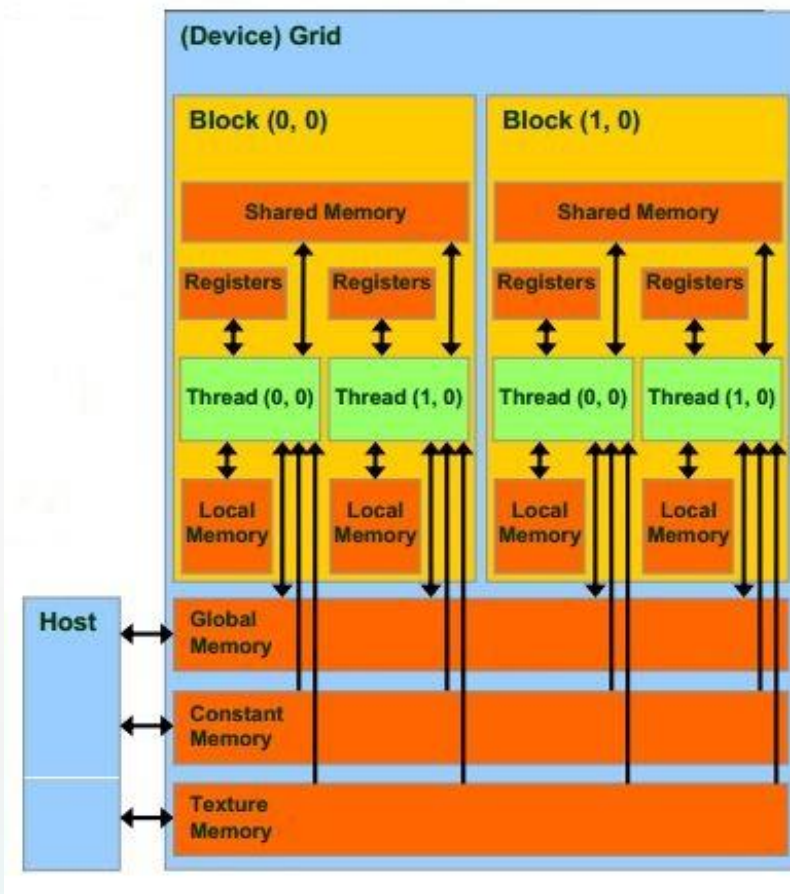 (Device) Grid
Block (0, 0)
Block (1, 0)
Shared Memory
Shared Memory
Registers
Registers
Registers
Registers
Thread (0, 0)
Thread (1, 0)
Thread (0, 0)
Thread (1, 0)
Local
Memory
Local
Memory
Local
Memory
Local
Memory
Host
Global
Memory
Constant
Memory
Texture
Memory